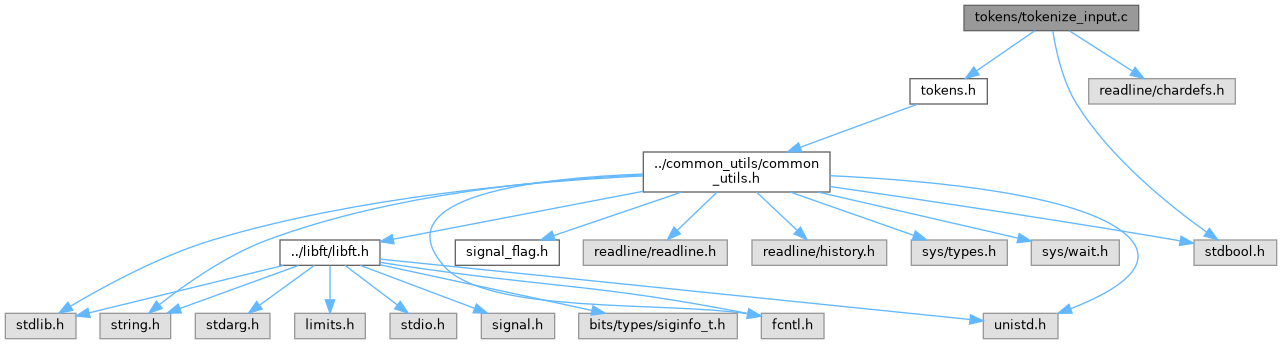 tokens/tokenize_input.c
tokens.h
readline/chardefs.h
../common_utils/common
_utils.h
../libft/libft.h
signal_flag.h
readline/readline.h
readline/history.h
sys/types.h
sys/wait.h
stdbool.h
stdlib.h
string.h
stdarg.h
limits.h
stdio.h
signal.h
bits/types/siginfo_t.h
fcntl.h
unistd.h